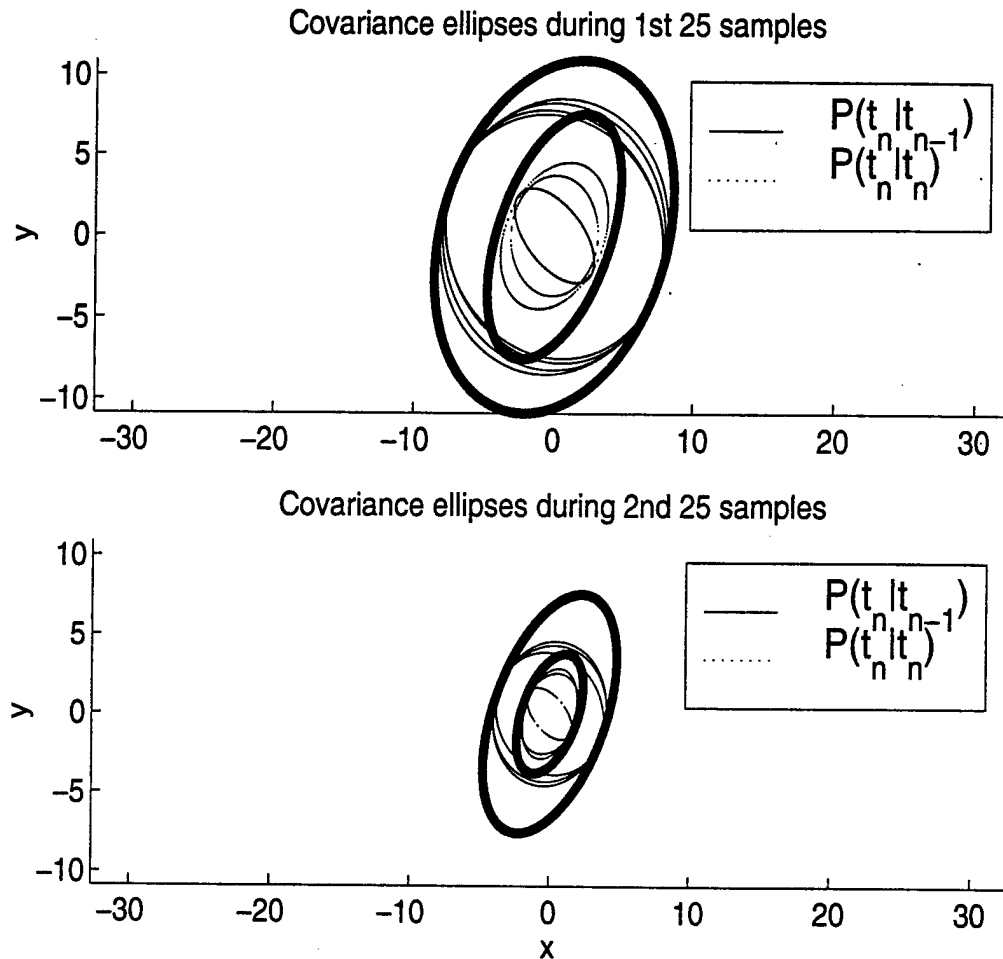 Covariance ellipses during 1st 25 samples
10
5
0
−5
−10
y
P(t_n|t_{n−1})
P(t_n|t_n)
−30 −20 −10 0 10 20 30
Covariance ellipses during 2nd 25 samples
10
5
0
−5
−10
y
P(t_n|t_{n−1})
P(t_n|t_n)
−30 −20 −10 0 10 20 30
x